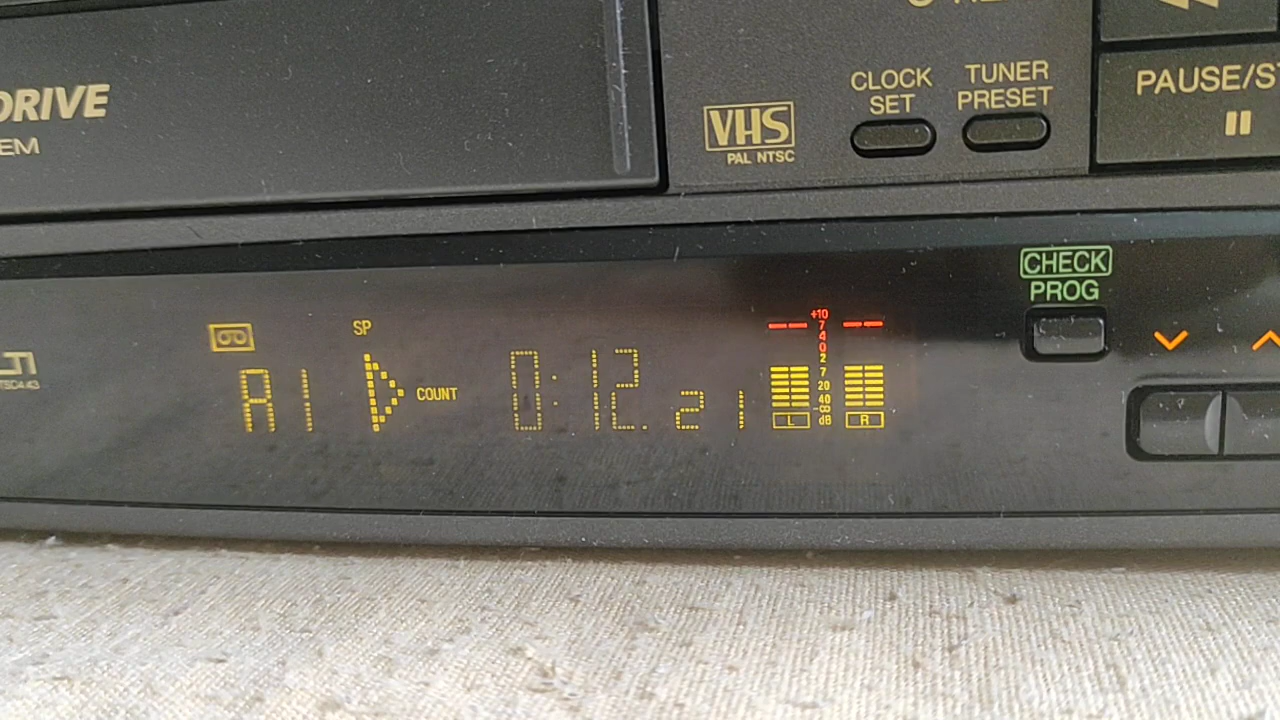 DRIVE
EM
VHS
PAL NTSC
CLOCK
SET
TUNER
PRESET
PAUSE/ST
CHECK
PROG
SP
A1
COUNT
0:12.21
+10
7
4
0
2
7
20
40
-∞
dB
L
R